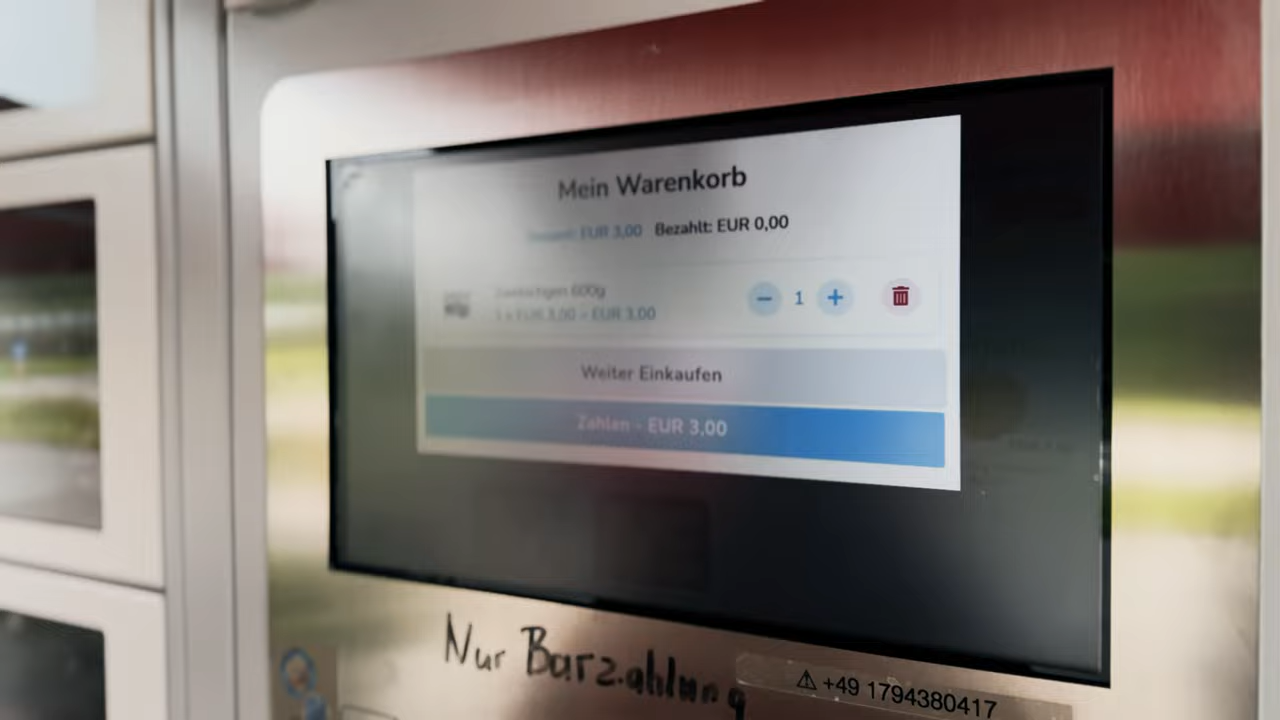 Mein Warenkorb
EUR 3,00 Bezahlt: EUR 0,00
600g
1 x EUR 3,00 = EUR 3,00
1
Weiter Einkaufen
Zahlen - EUR 3,00
Nur Barzahlung
⚠ +49 1794380417